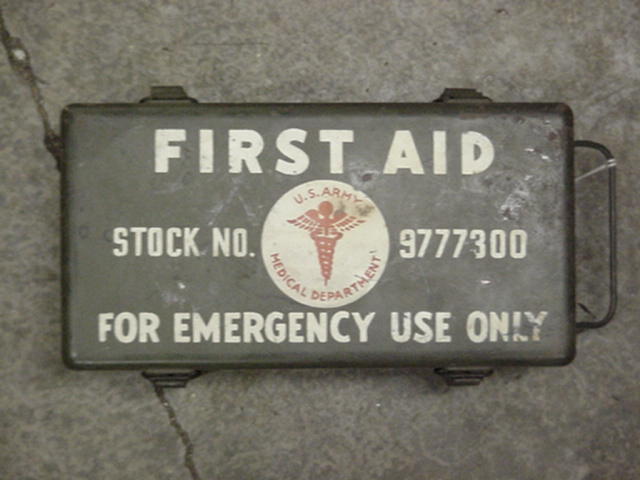 FIRST AID
U.S. ARMY
STOCK NO. 9777300
MEDICAL DEPARTMENT
FOR EMERGENCY USE ONLY